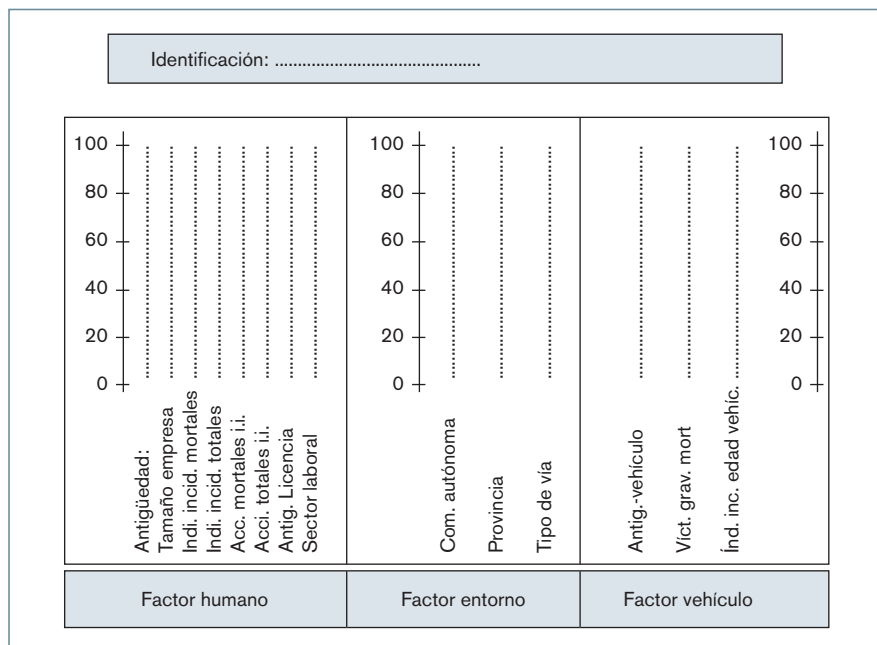 Identificación: .............................................
100
80
60
40
20
0
Antigüedad:
Tamaño empresa
Indi. incid. mortales
Indi. incid. totales
Acc. mortales i.i.
Acci. totales i.i.
Antig. Licencia
Sector laboral
100
80
60
40
20
0
Com. autónoma
Provincia
Tipo de vía
Antig.-vehículo
Víct. grav. mort
Índ. inc. edad vehíc.
100
80
60
40
20
0
Factor humano
Factor entorno
Factor vehículo